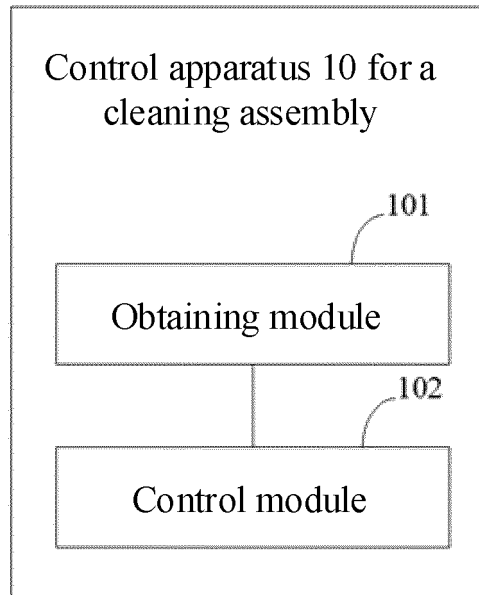 Control apparatus 10 for a
cleaning assembly
101
Obtaining module
102
Control module